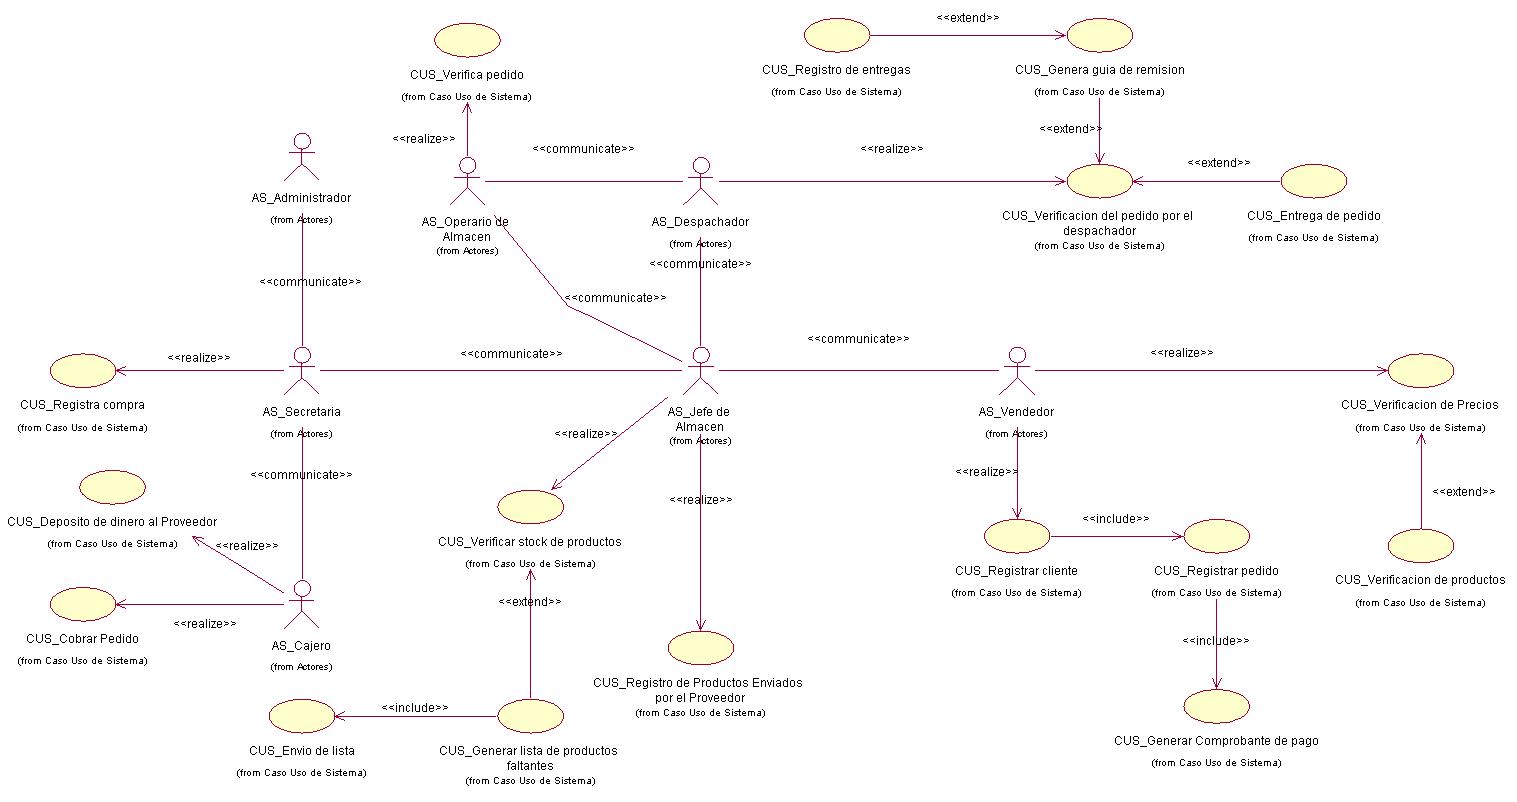 <<extend>>
CUS_Verifica pedido
(from Caso Uso de Sistema)
CUS_Registro de entregas
(from Caso Uso de Sistema)
CUS_Genera guia de remision
(from Caso Uso de Sistema)
<<realize>>
<<communicate>>
<<realize>>
<<extend>>
<<extend>>
AS_Administrador
(from Actores)
AS_Operario de
Almacen
(from Actores)
AS_Despachador
(from Actores)
CUS_Verificacion del pedido por el
despachador
(from Caso Uso de Sistema)
CUS_Entrega de pedido
(from Caso Uso de Sistema)
<<communicate>>
<<communicate>>
<<communicate>>
<<realize>>
<<communicate>>
<<communicate>>
<<realize>>
CUS_Registra compra
(from Caso Uso de Sistema)
AS_Secretaria
(from Actores)
AS_Jefe de
Almacen
(from Actores)
AS_Vendedor
(from Actores)
CUS_Verificacion de Precios
(from Caso Uso de Sistema)
<<realize>>
<<communicate>>
<<realize>>
<<realize>>
<<extend>>
CUS_Deposito de dinero al Proveedor
(from Caso Uso de Sistema)
<<realize>>
CUS_Verificar stock de productos
(from Caso Uso de Sistema)
<<include>>
CUS_Registrar cliente
(from Caso Uso de Sistema)
CUS_Registrar pedido
(from Caso Uso de Sistema)
CUS_Verificacion de productos
(from Caso Uso de Sistema)
<<extend>>
<<realize>>
CUS_Cobrar Pedido
(from Caso Uso de Sistema)
AS_Cajero
(from Actores)
<<include>>
CUS_Registro de Productos Enviados
por el Proveedor
(from Caso Uso de Sistema)
<<include>>
CUS_Envio de lista
(from Caso Uso de Sistema)
CUS_Generar lista de productos
faltantes
(from Caso Uso de Sistema)
CUS_Generar Comprobante de pago
(from Caso Uso de Sistema)